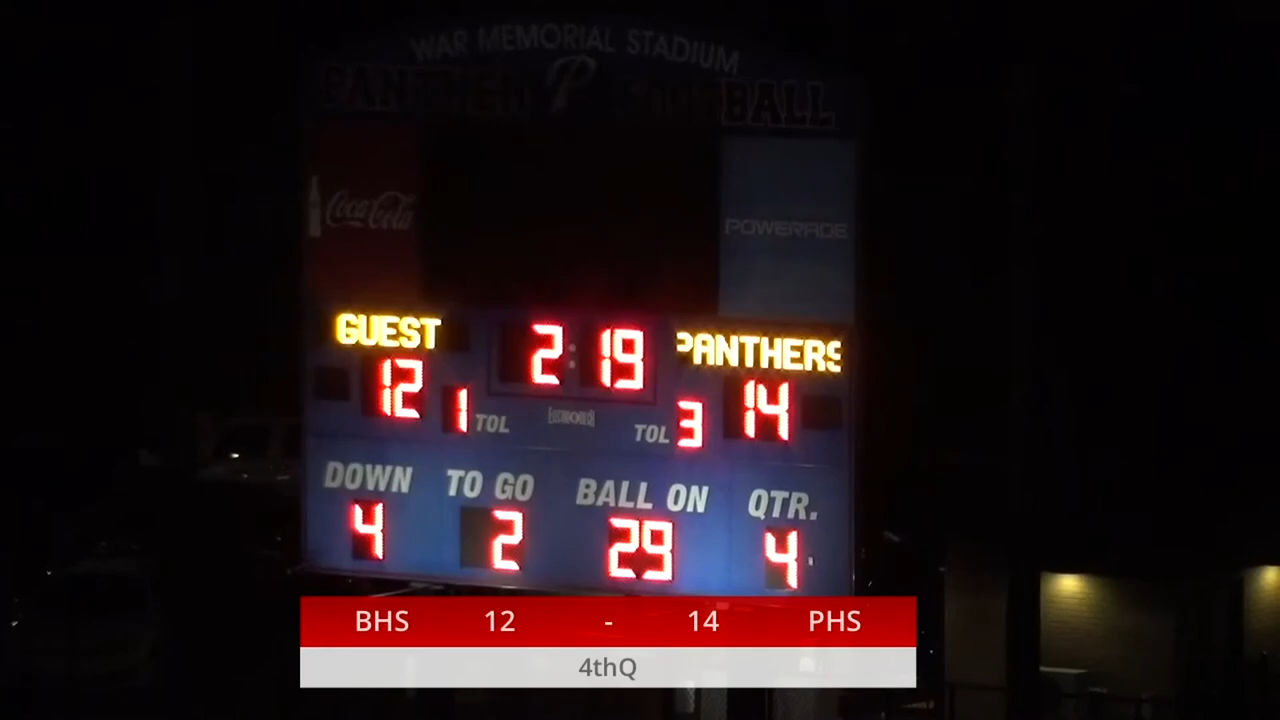 WAR MEMORIAL STADIUM
PANTHER P FOOTBALL
Coca-Cola
POWERADE
GUEST 2:19 PANTHERS
12 1 TOL TOL 3 14
DOWN TO GO BALL ON QTR.
4 2 29 4
BHS 12 - 14 PHS
4thQ